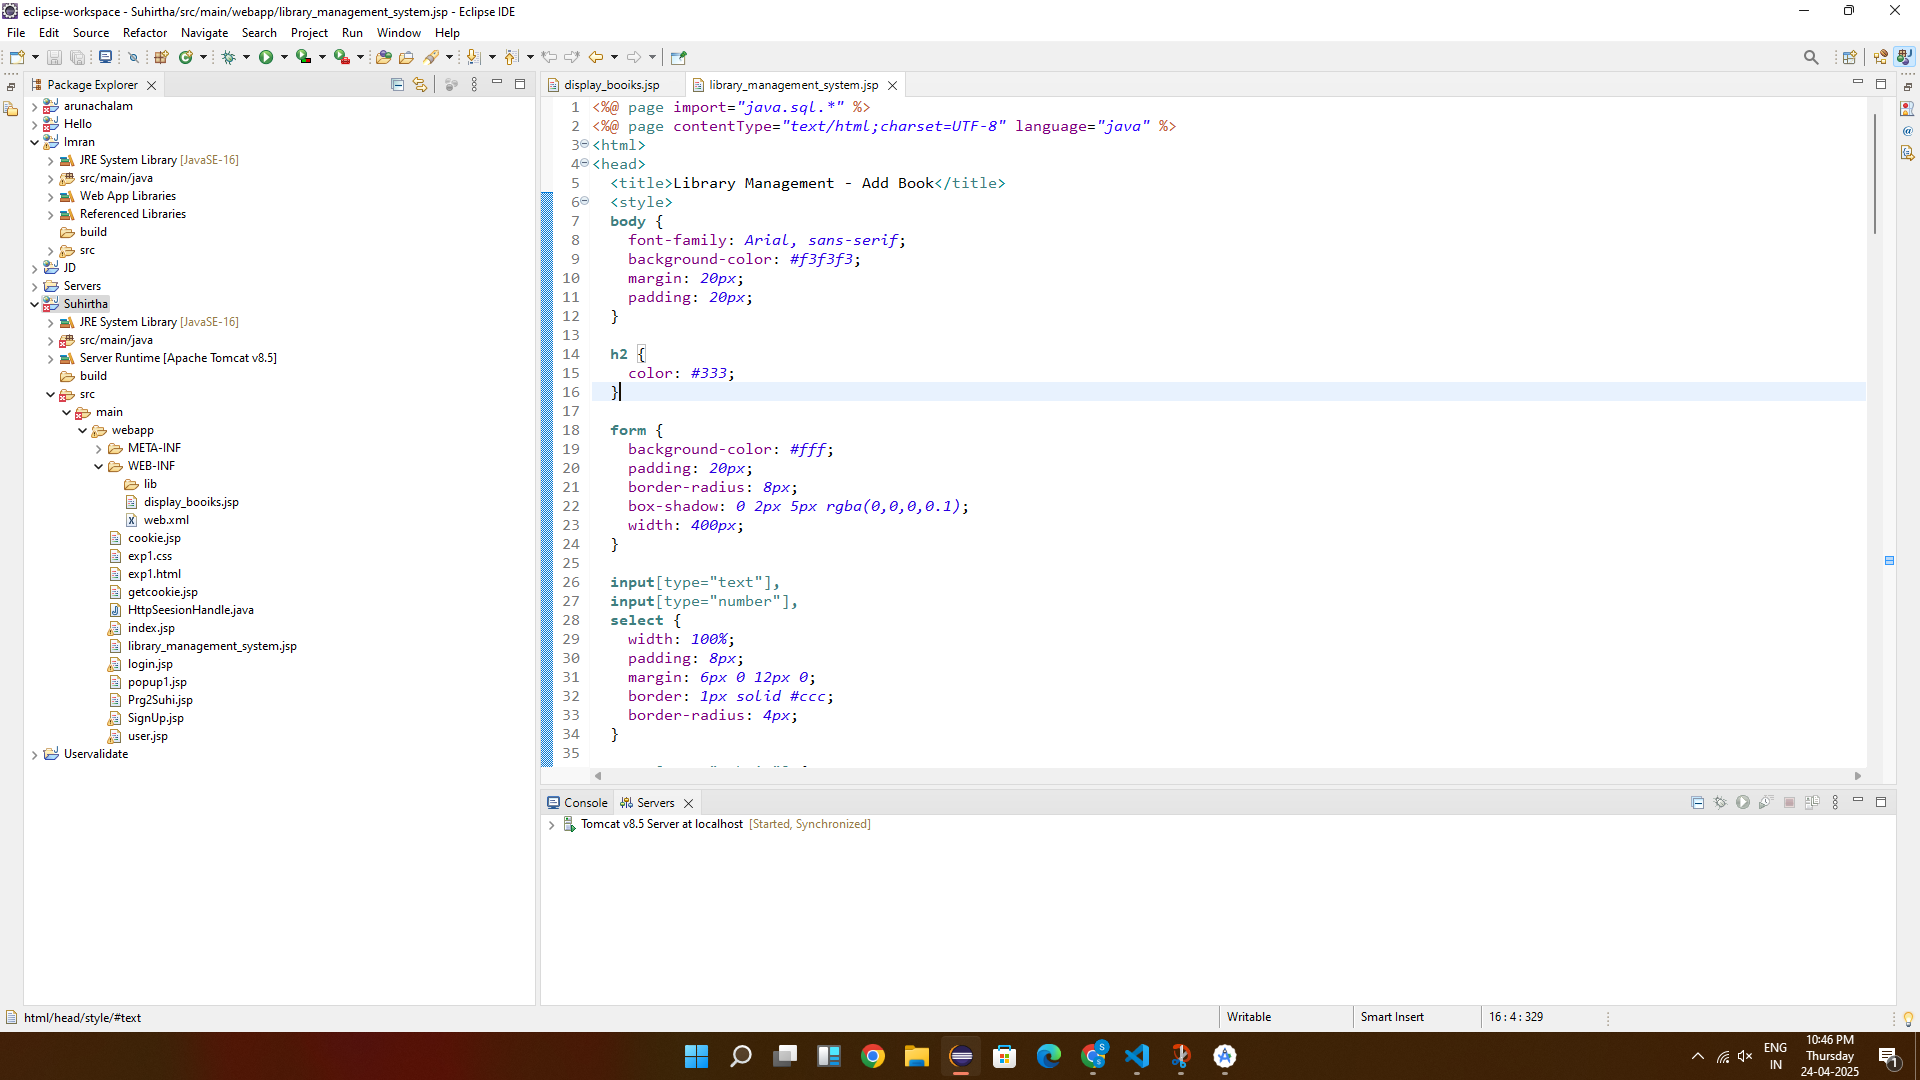 eclipse-workspace - Suhirtha/src/main/webapp/library_management_system.jsp - Eclipse IDE
File Edit Source Refactor Navigate Search Project Run Window Help
Package Explorer
arunachalam
Hello
Imran
JRE System Library [JavaSE-16]
src/main/java
Web App Libraries
Referenced Libraries
build
src
JD
Servers
Suhirtha
JRE System Library [JavaSE-16]
src/main/java
Server Runtime [Apache Tomcat v8.5]
build
src
main
webapp
META-INF
WEB-INF
lib
display_booiks.jsp
web.xml
cookie.jsp
exp1.css
exp1.html
getcookie.jsp
HttpSeesionHandle.java
index.jsp
library_management_system.jsp
login.jsp
popup1.jsp
Prg2Suhi.jsp
SignUp.jsp
user.jsp
Uservalidate
display_booiks.jsp library_management_system.jsp
1 <%@ page import="java.sql.*" %>
2 <%@ page contentType="text/html;charset=UTF-8" language="java" %>
3 <html>
4 <head>
5 <title>Library Management - Add Book</title>
6 <style>
7 body {
8 font-family: Arial, sans-serif;
9 background-color: #f3f3f3;
10 margin: 20px;
11 padding: 20px;
12 }
13
14 h2 {
15 color: #333;
16 }
17
18 form {
19 background-color: #fff;
20 padding: 20px;
21 border-radius: 8px;
22 box-shadow: 0 2px 5px rgba(0,0,0,0.1);
23 width: 400px;
24 }
25
26 input[type="text"],
27 input[type="number"],
28 select {
29 width: 100%;
30 padding: 8px;
31 margin: 6px 0 12px 0;
32 border: 1px solid #ccc;
33 border-radius: 4px;
34 }
35
Console Servers
Tomcat v8.5 Server at localhost [Started, Synchronized]
html/head/style/#text
Writable
Smart Insert
16 : 4 : 329
ENG
IN
10:46 PM
Thursday
24-04-2025
1